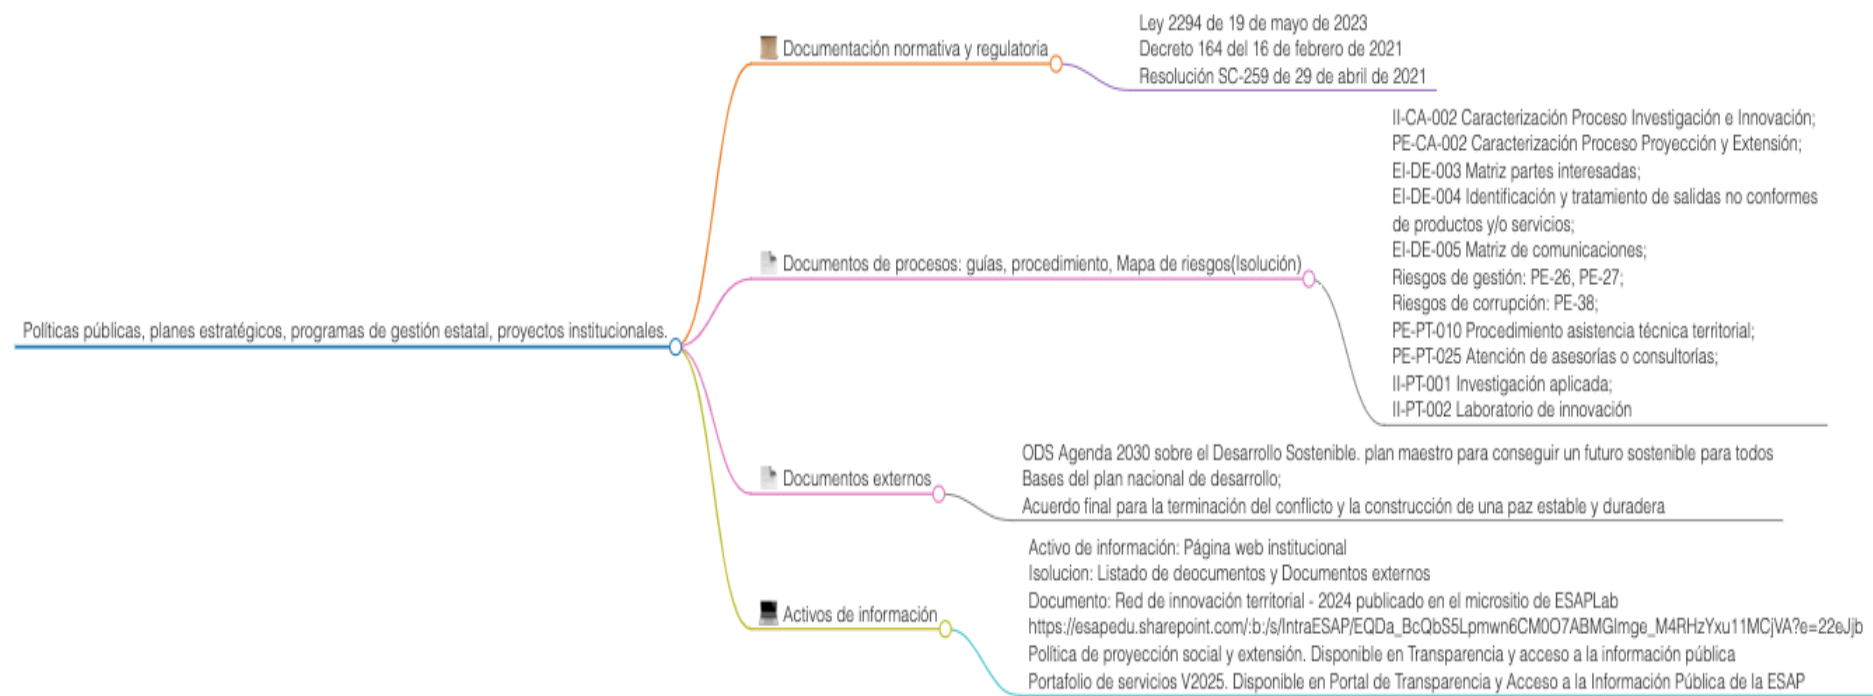 Políticas públicas, planes estratégicos, programas de gestión estatal, proyectos institucionales.
Documentación normativa y regulatoria
Ley 2294 de 19 de mayo de 2023
Decreto 164 del 16 de febrero de 2021
Resolución SC-259 de 29 de abril de 2021
Documentos de procesos: guías, procedimiento, Mapa de riesgos(Isolución)
II-CA-002 Caracterización Proceso Investigación e Innovación;
PE-CA-002 Caracterización Proceso Proyección y Extensión;
EI-DE-003 Matriz partes interesadas;
EI-DE-004 Identificación y tratamiento de salidas no conformes
de productos y/o servicios;
EI-DE-005 Matriz de comunicaciones;
Riesgos de gestión: PE-26, PE-27;
Riesgos de corrupción: PE-38;
PE-PT-010 Procedimiento asistencia técnica territorial;
PE-PT-025 Atención de asesorías o consultorías;
II-PT-001 Investigación aplicada;
II-PT-002 Laboratorio de innovación
Documentos externos
ODS Agenda 2030 sobre el Desarrollo Sostenible. plan maestro para conseguir un futuro sostenible para todos
Bases del plan nacional de desarrollo;
Acuerdo final para la terminación del conflicto y la construcción de una paz estable y duradera
Activos de información
Activo de información: Página web institucional
Isolucion: Listado de deocumentos y Documentos externos
Documento: Red de innovación territorial - 2024 publicado en el micrositio de ESAPLab
https://esapedu.sharepoint.com/:b:/s/IntraESAP/EQDa_BcQbS5Lpmwn6CM0O7ABMGlmge_M4RHzYxu11MCjVA?e=22eJjb
Política de proyección social y extensión. Disponible en Transparencia y acceso a la información pública
Portafolio de servicios V2025. Disponible en Portal de Transparencia y Acceso a la Información Pública de la ESAP